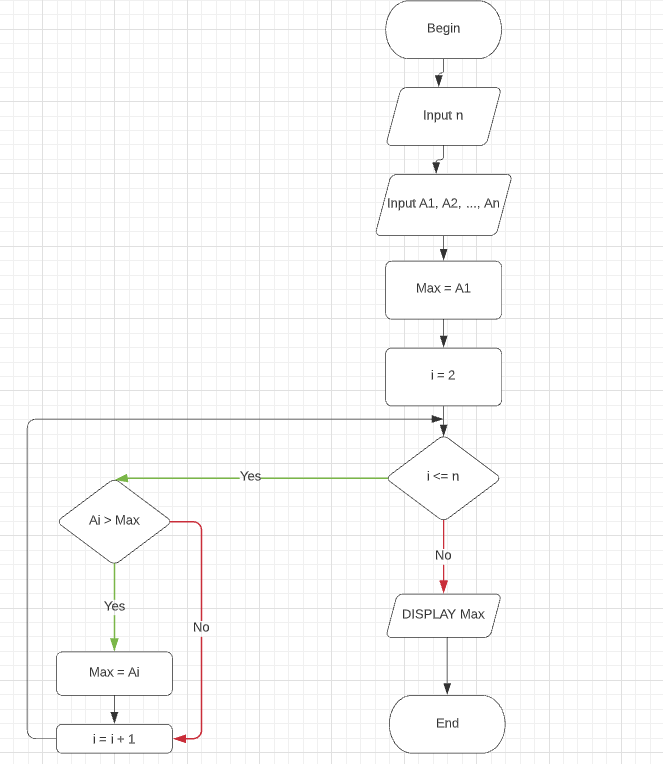 Begin
Input n
Input A1, A2, ..., An
Max = A1
i = 2
i <= n
Yes
Ai > Max
No
Yes
DISPLAY Max
No
Max = Ai
End
i = i + 1